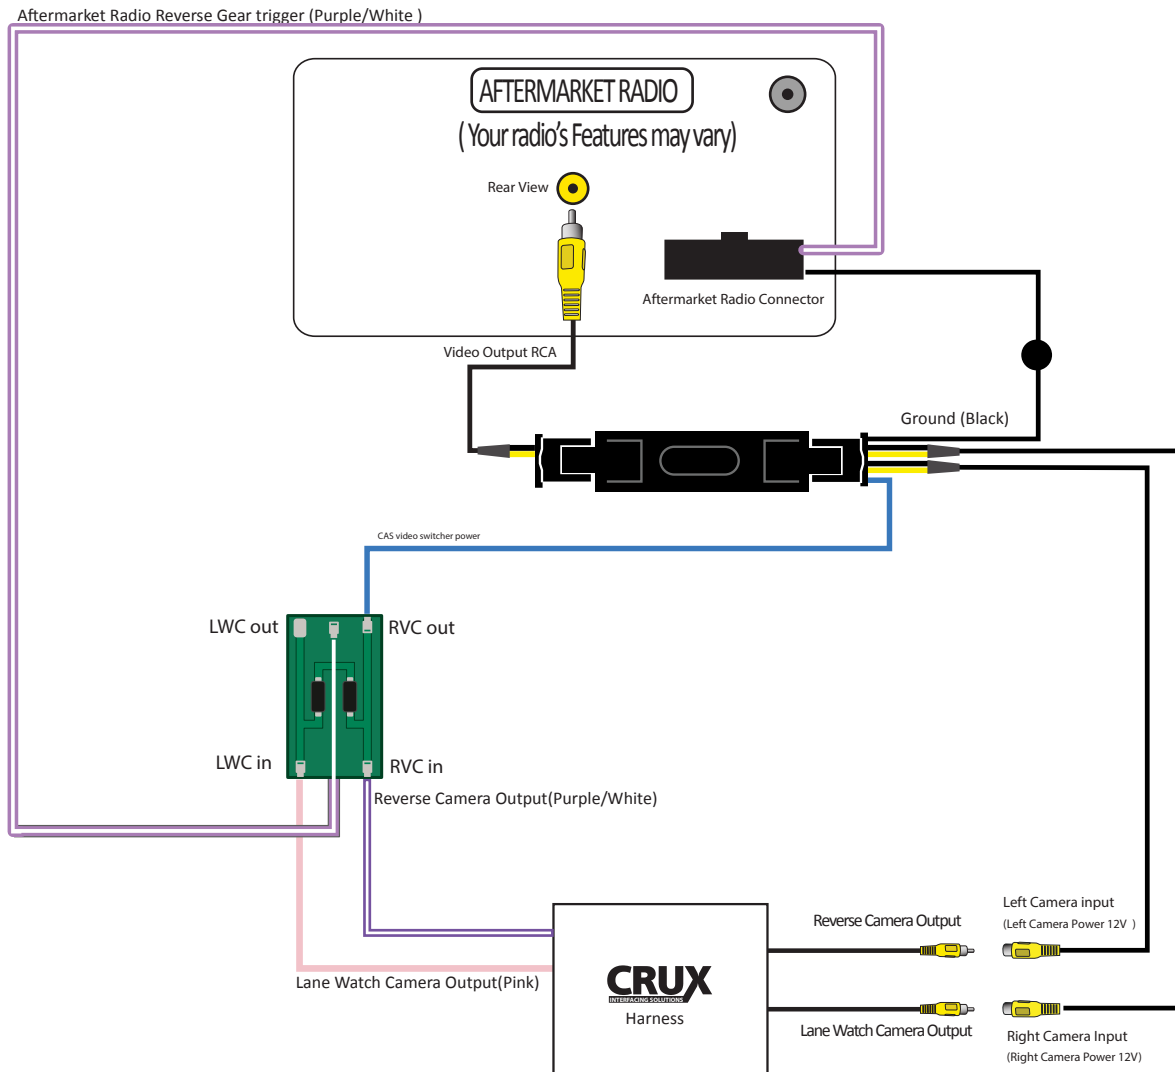 Aftermarket Radio Reverse Gear trigger (Purple/White )
AFTERMARKET RADIO
( Your radio's Features may vary)
Rear View
Aftermarket Radio Connector
Video Output RCA
Ground (Black)
CAS video switcher power
LWC out
RVC out
LWC in
RVC in
Reverse Camera Output(Purple/White)
Lane Watch Camera Output(Pink)
CRUX
INTERFACING SOLUTIONS
Harness
Reverse Camera Output
Left Camera input
(Left Camera Power 12V )
Lane Watch Camera Output
Right Camera Input
(Right Camera Power 12V)